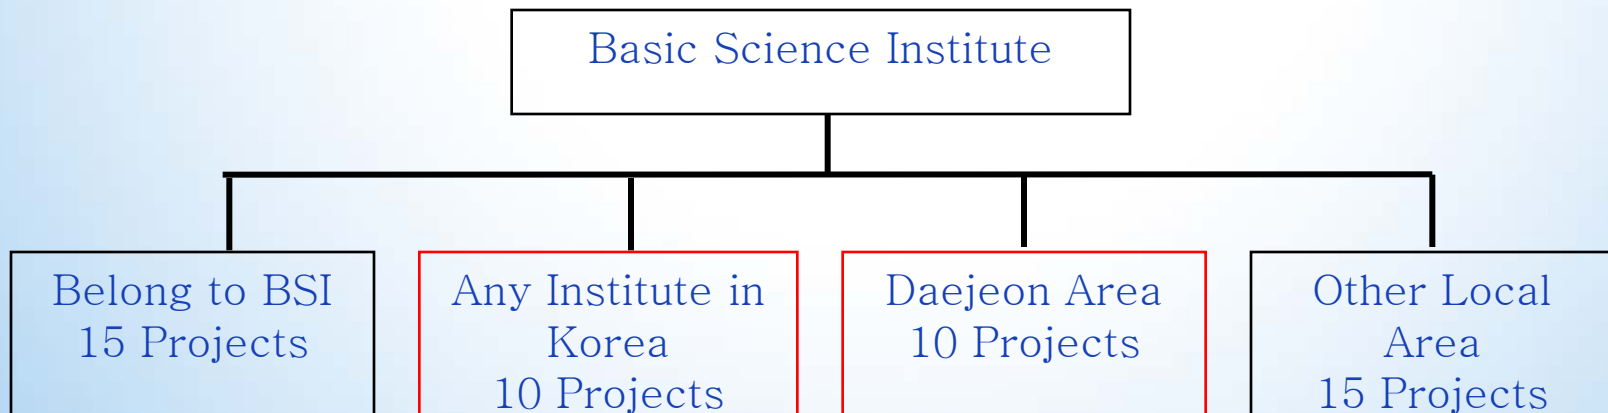 Basic Science Institute
Belong to BSI
15 Projects
Any Institute in
Korea
10 Projects
Daejeon Area
10 Projects
Other Local
Area
15 Projects